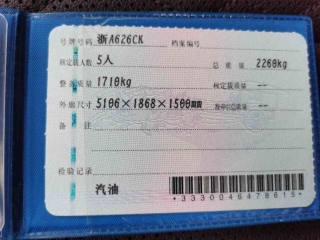 号牌号码 浙A626CK 档案编号
核定载人数 5人 总质量 2260kg
整备质量 1710kg 核定载质量 --
外廓尺寸 5106×1868×1500mm 准牵引总质量 --
备注
检验记录
汽油
*3330046478615*